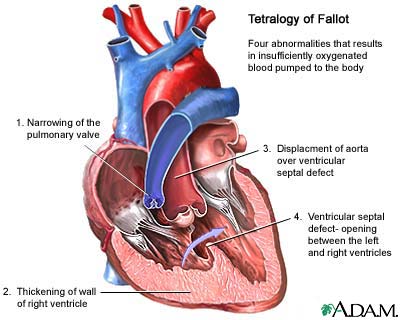 Tetralogy of Fallot
Four abnormalities that results
in insufficiently oxygenated
blood pumped to the body
1. Narrowing of the
pulmonary valve
3. Displacment of aorta
over ventricular
septal defect
4. Ventricular septal
defect- opening
between the left
and right ventricles
2. Thickening of wall
of right ventricle
ADAM.